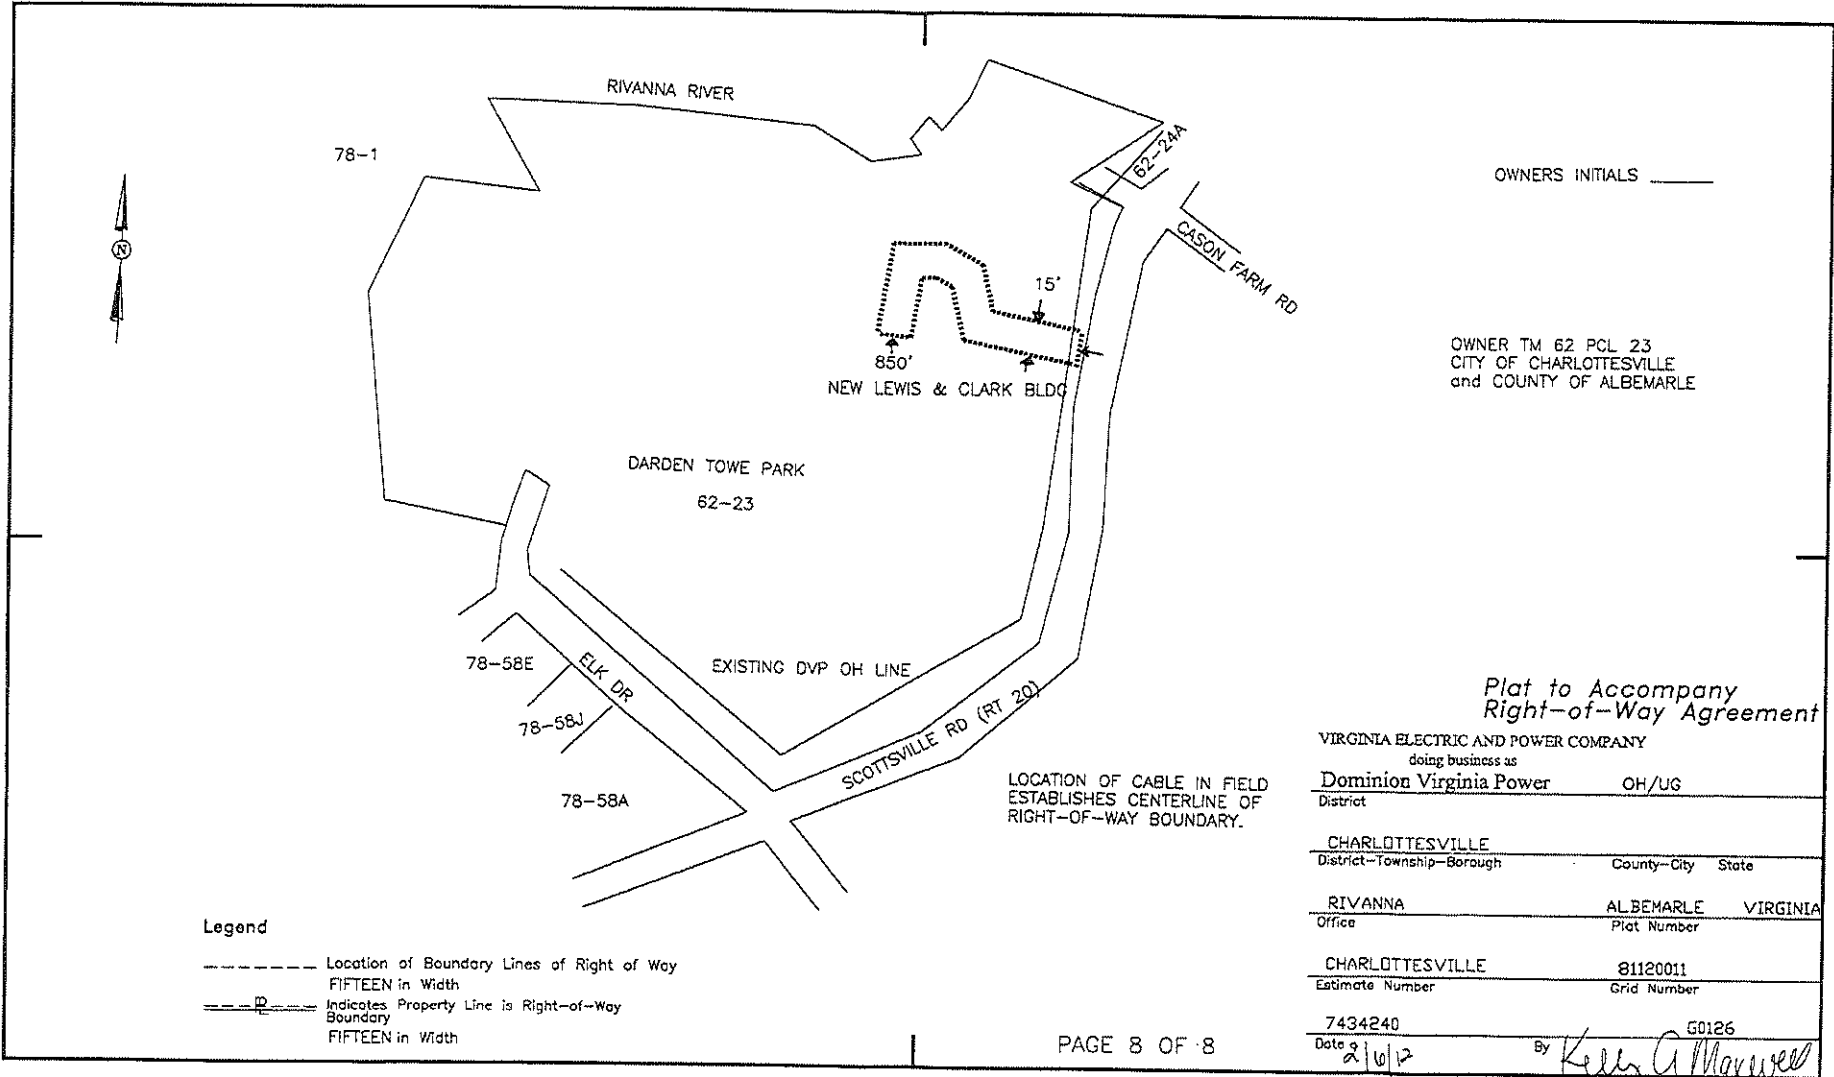 RIVANNA RIVER
78-1
62-24A
OWNERS INITIALS
N
CASON FARM RD
15'
850'
NEW LEWIS & CLARK BLDG
OWNER TM 62 PCL 23
CITY OF CHARLOTTESVILLE
and COUNTY OF ALBEMARLE
DARDEN TOWE PARK
62-23
78-58E
ELK DR
EXISTING DVP OH LINE
78-58J
SCOTTSVILLE RD (RT 20)
78-58A
LOCATION OF CABLE IN FIELD
ESTABLISHES CENTERLINE OF
RIGHT-OF-WAY BOUNDARY.
Plat to Accompany
Right-of-Way Agreement
VIRGINIA ELECTRIC AND POWER COMPANY
doing business as
Dominion Virginia Power OH/UG
District
CHARLOTTESVILLE
District-Township-Borough County-City State
RIVANNA ALBEMARLE VIRGINIA
Office Plat Number
CHARLOTTESVILLE 81120011
Estimate Number Grid Number
7434240 G0126
Date 2/6/12 By Kelly A Maxwell
Legend
Location of Boundary Lines of Right of Way
FIFTEEN in Width
PL Indicates Property Line is Right-of-Way
Boundary
FIFTEEN in Width
PAGE 8 OF 8